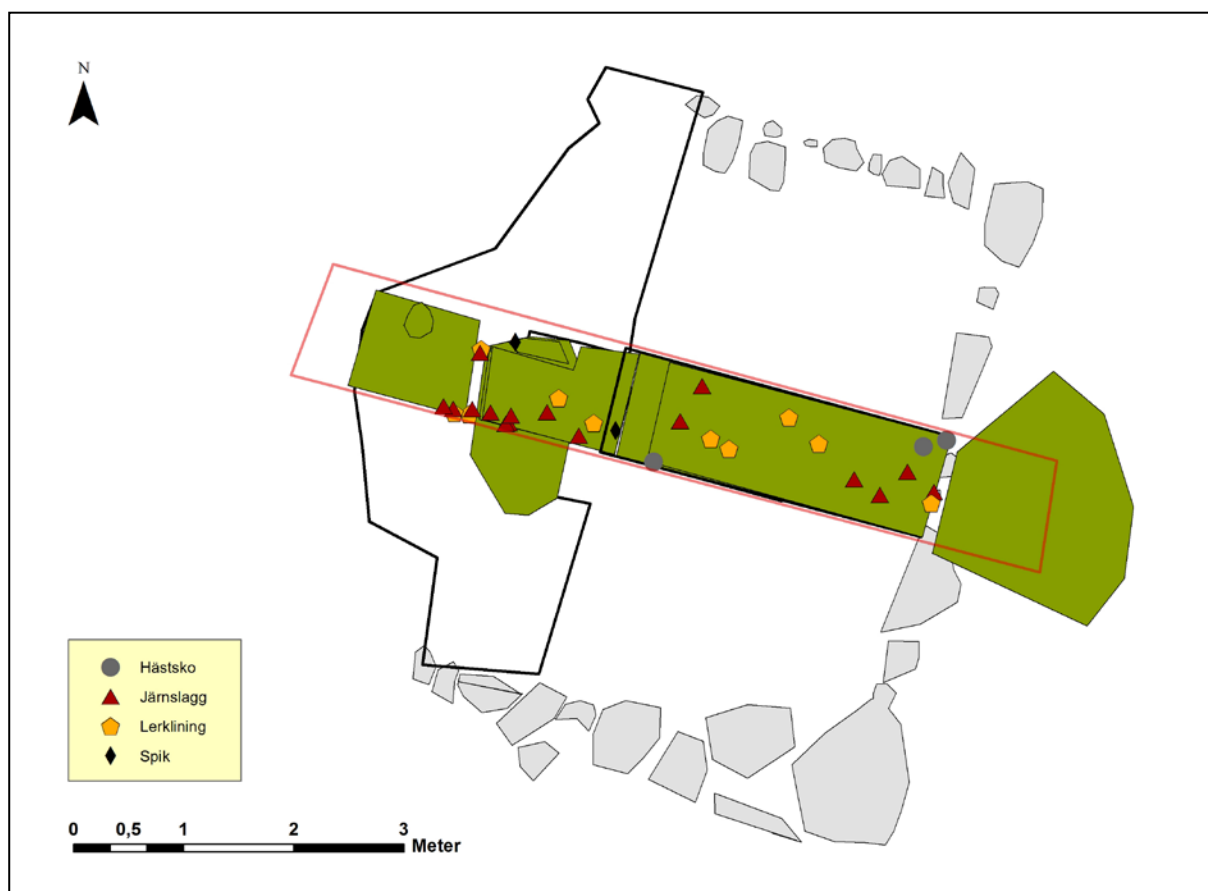 N
Hästsko
Järnslagg
Lerklining
Spik
0 0,5 1 2 3
Meter